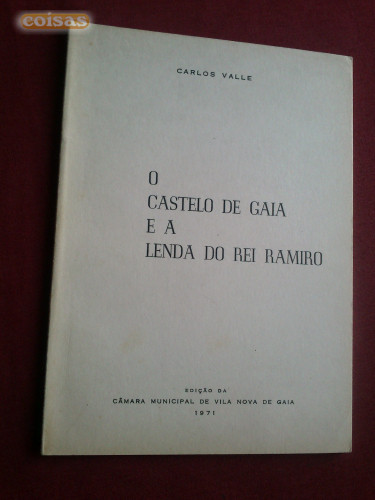 coisas
CARLOS VALLE
O
CASTELO DE GAIA
E A
LENDA DO REI RAMIRO
EDIÇÃO DA
CÂMARA MUNICIPAL DE VILA NOVA DE GAIA
1971